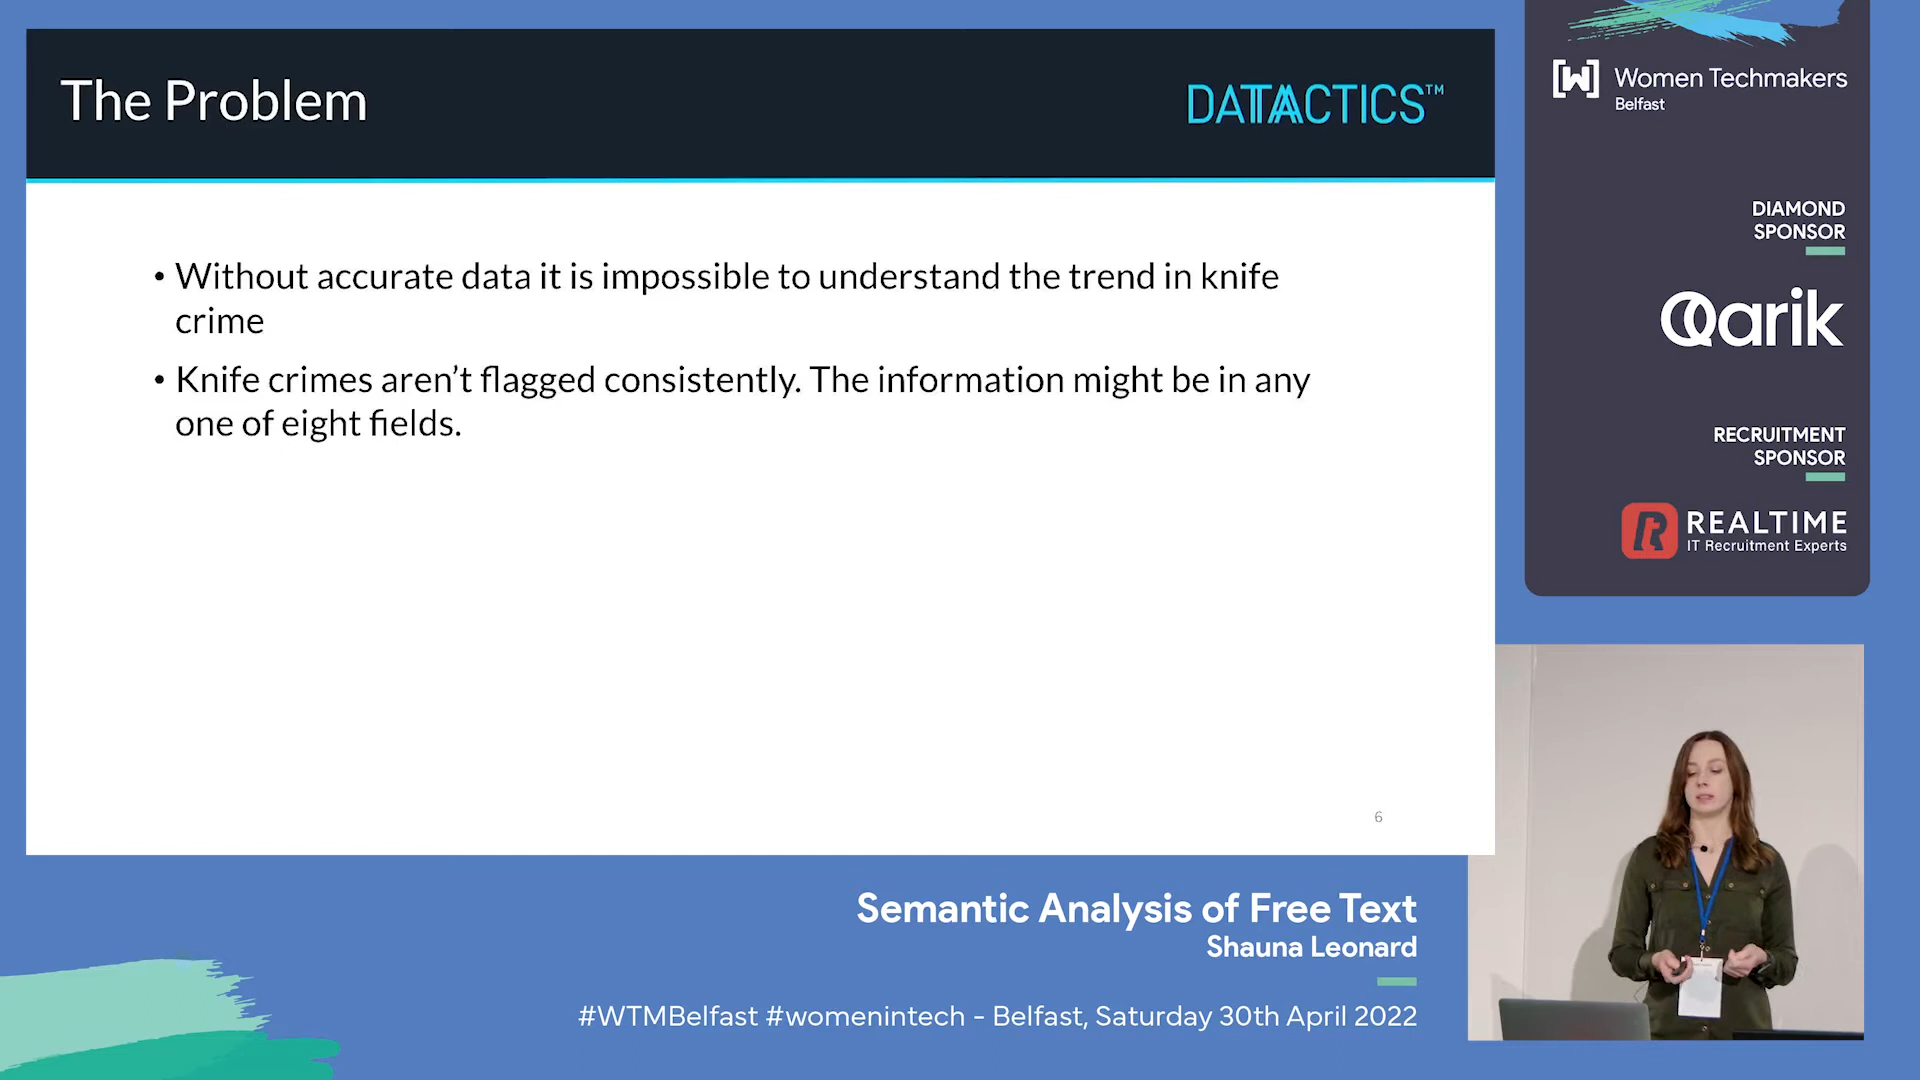 The Problem
DATACTICS™
• Without accurate data it is impossible to understand the trend in knife
crime
• Knife crimes aren’t flagged consistently. The information might be in any
one of eight fields.
6
Women Techmakers
Belfast
DIAMOND
SPONSOR
Qarik
RECRUITMENT
SPONSOR
REALTIME
IT Recruitment Experts
Semantic Analysis of Free Text
Shauna Leonard
#WTMBelfast #womenintech - Belfast, Saturday 30th April 2022